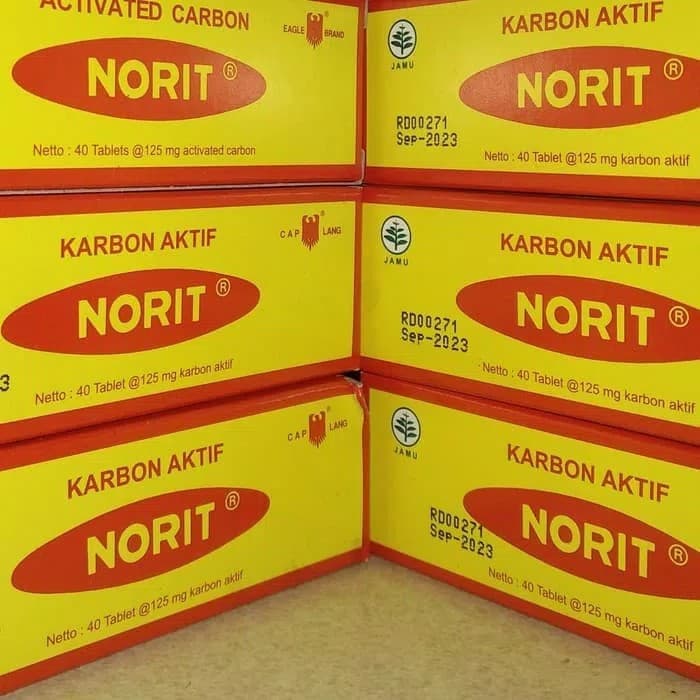 ACTIVATED CARBON
EAGLE BRAND
NORIT ®
Netto : 40 Tablets @125 mg activated carbon
KARBON AKTIF
JAMU
NORIT ®
RD00271
Sep-2023
Netto : 40 Tablet @125 mg karbon aktif
KARBON AKTIF
CAP LANG
NORIT ®
3
Netto : 40 Tablet @125 mg karbon aktif
KARBON AKTIF
JAMU
NORIT ®
RD00271
Sep-2023
Netto : 40 Tablet @125 mg karbon aktif
KARBON AKTIF
CAP LANG
NORIT ®
Netto : 40 Tablet @125 mg karbon aktif
KARBON AKTIF
JAMU
NORIT ®
RD00271
Sep-2023
Netto : 40 Tablet @125 mg karbon aktif